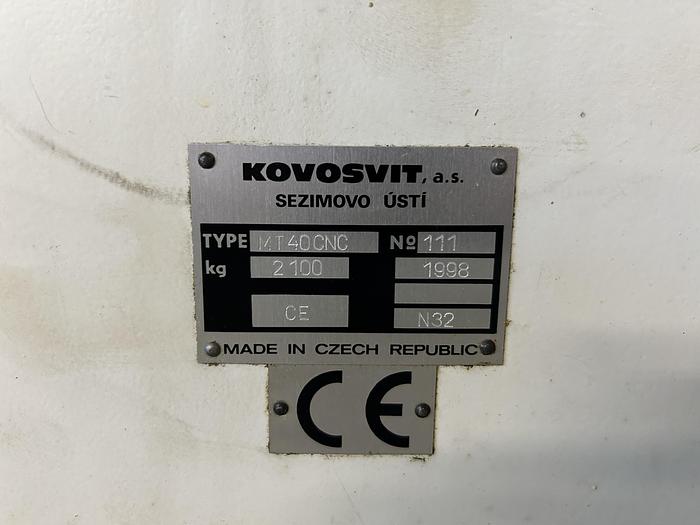 KOVOSVIT, a.s.
SEZIMOVO ÚSTÍ
TYPE MT40CNC No 111
kg 2100 1998
CE N32
MADE IN CZECH REPUBLIC
CE